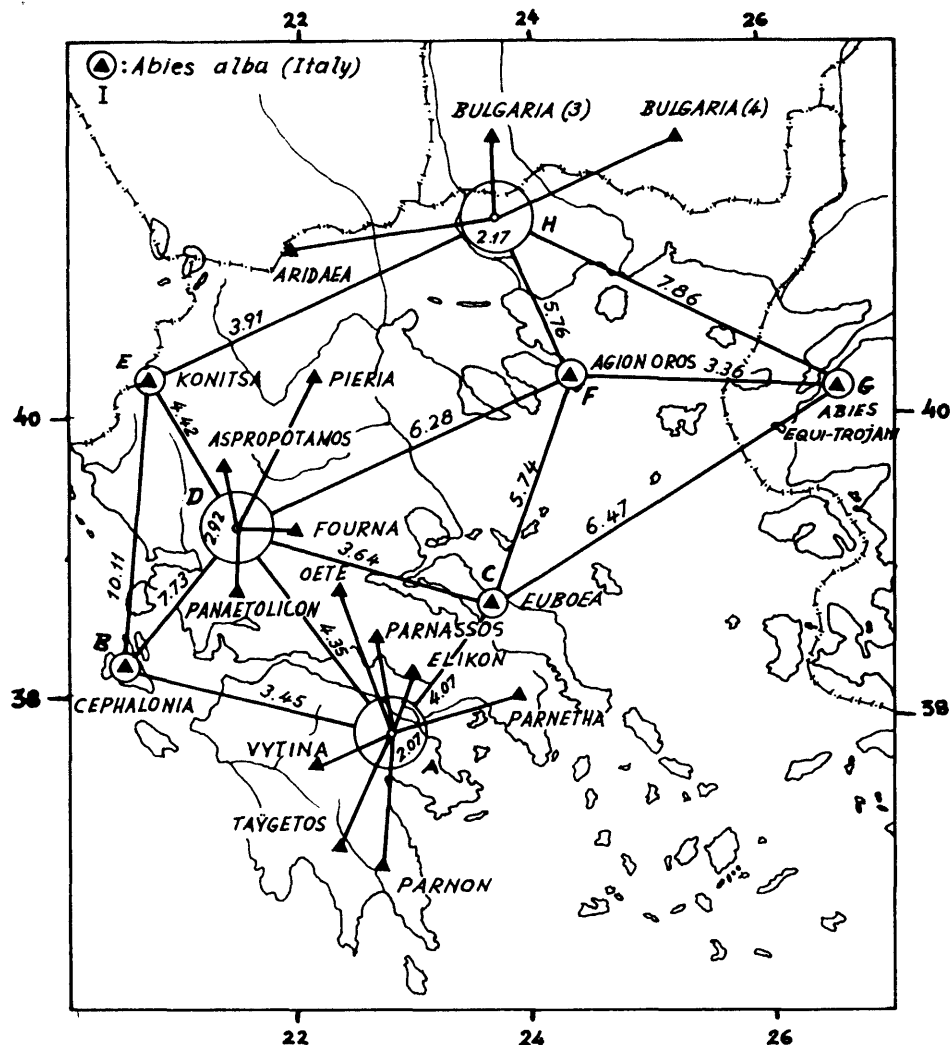 22 24 26
▲ : Abies alba (Italy)
I
BULGARIA (3) BULGARIA (4)
H
2.17
ARIDAEA
3.91
5.76
7.86
E
KONITSA
PIERIA
AGION OROS
3.36
F
G
ABIES
EQUI-TROJANI
40 40
4.42
ASPROPOTAMOS
6.28
D
2.92
FOURNA
5.74
6.47
10.11
7.73
3.64
OETE
C
EUBOEA
PANAETOLICON
4.35
PARNASSOS
B
ELIKON
4.07
38 38
CEPHALONIA
3.45
PARNETHA
VYTINA
2.07
A
TAŸGETOS
PARNON
22 24 26